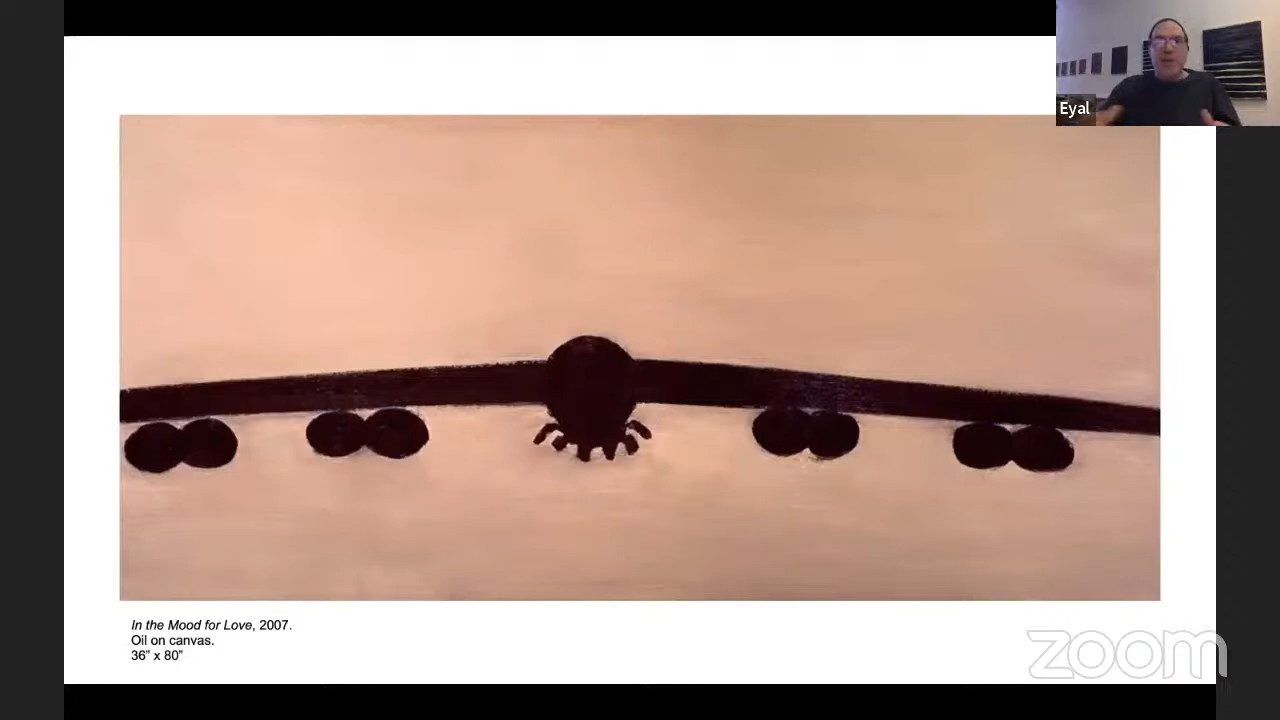 Eyal
In the Mood for Love, 2007.
Oil on canvas.
36" x 80"
zoom